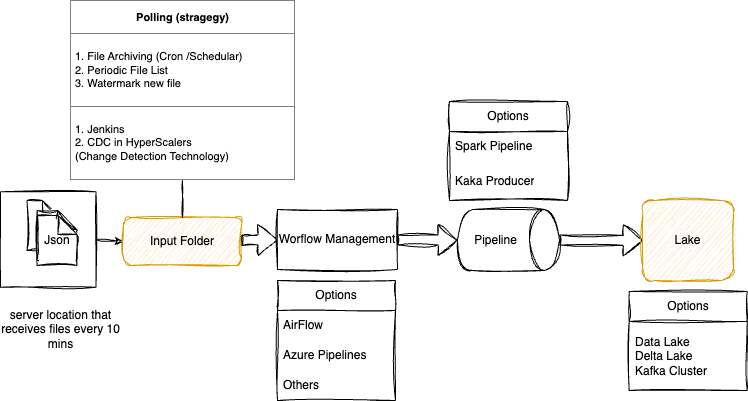 Polling (stragegy)
1. File Archiving (Cron /Schedular)
2. Periodic File List
3. Watermark new file
1. Jenkins
2. CDC in HyperScalers
(Change Detection Technology)
Json
server location that
receives files every 10
mins
Input Folder
Worflow Management
Options
AirFlow
Azure Pipelines
Others
Options
Spark Pipeline
Kaka Producer
Pipeline
Lake
Options
Data Lake
Delta Lake
Kafka Cluster